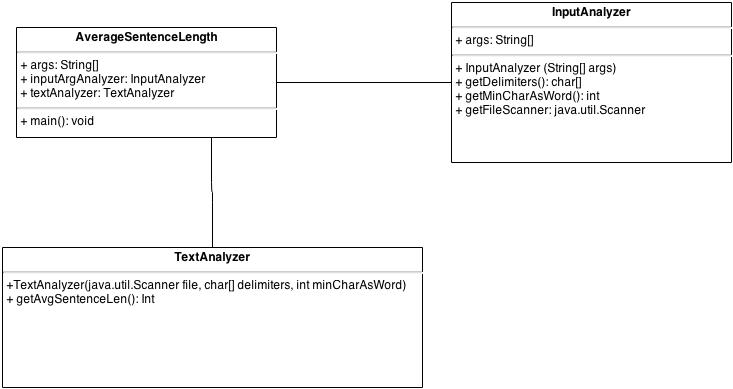 AverageSentenceLength
+ args: String[]
+ inputArgAnalyzer: InputAnalyzer
+ textAnalyzer: TextAnalyzer
+ main(): void
InputAnalyzer
+ args: String[]
+ InputAnalyzer (String[] args)
+ getDelimiters(): char[]
+ getMinCharAsWord(): int
+ getFileScanner: java.util.Scanner
TextAnalyzer
+TextAnalyzer(java.util.Scanner file, char[] delimiters, int minCharAsWord)
+ getAvgSentenceLen(): Int